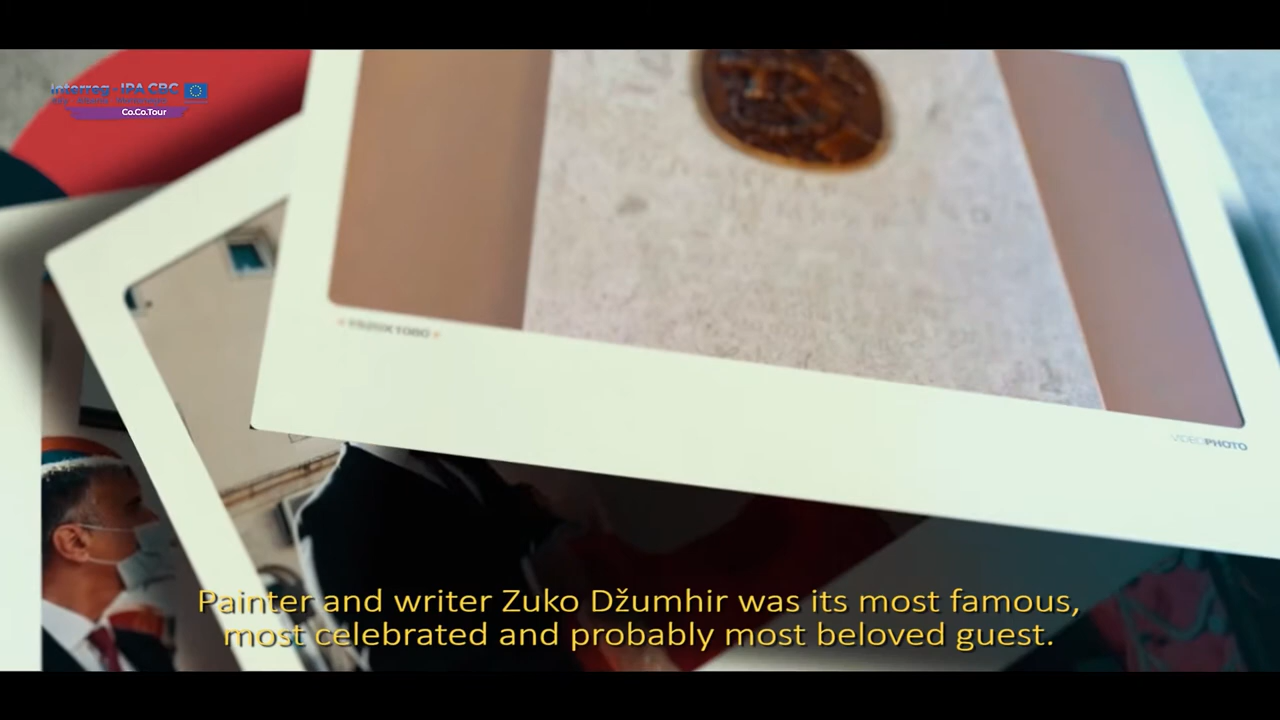 Interreg - IPA CBC
Co.Co.Tour
VIDEOPHOTO
Painter and writer Zuko Džumhir was its most famous,
most celebrated and probably most beloved guest.